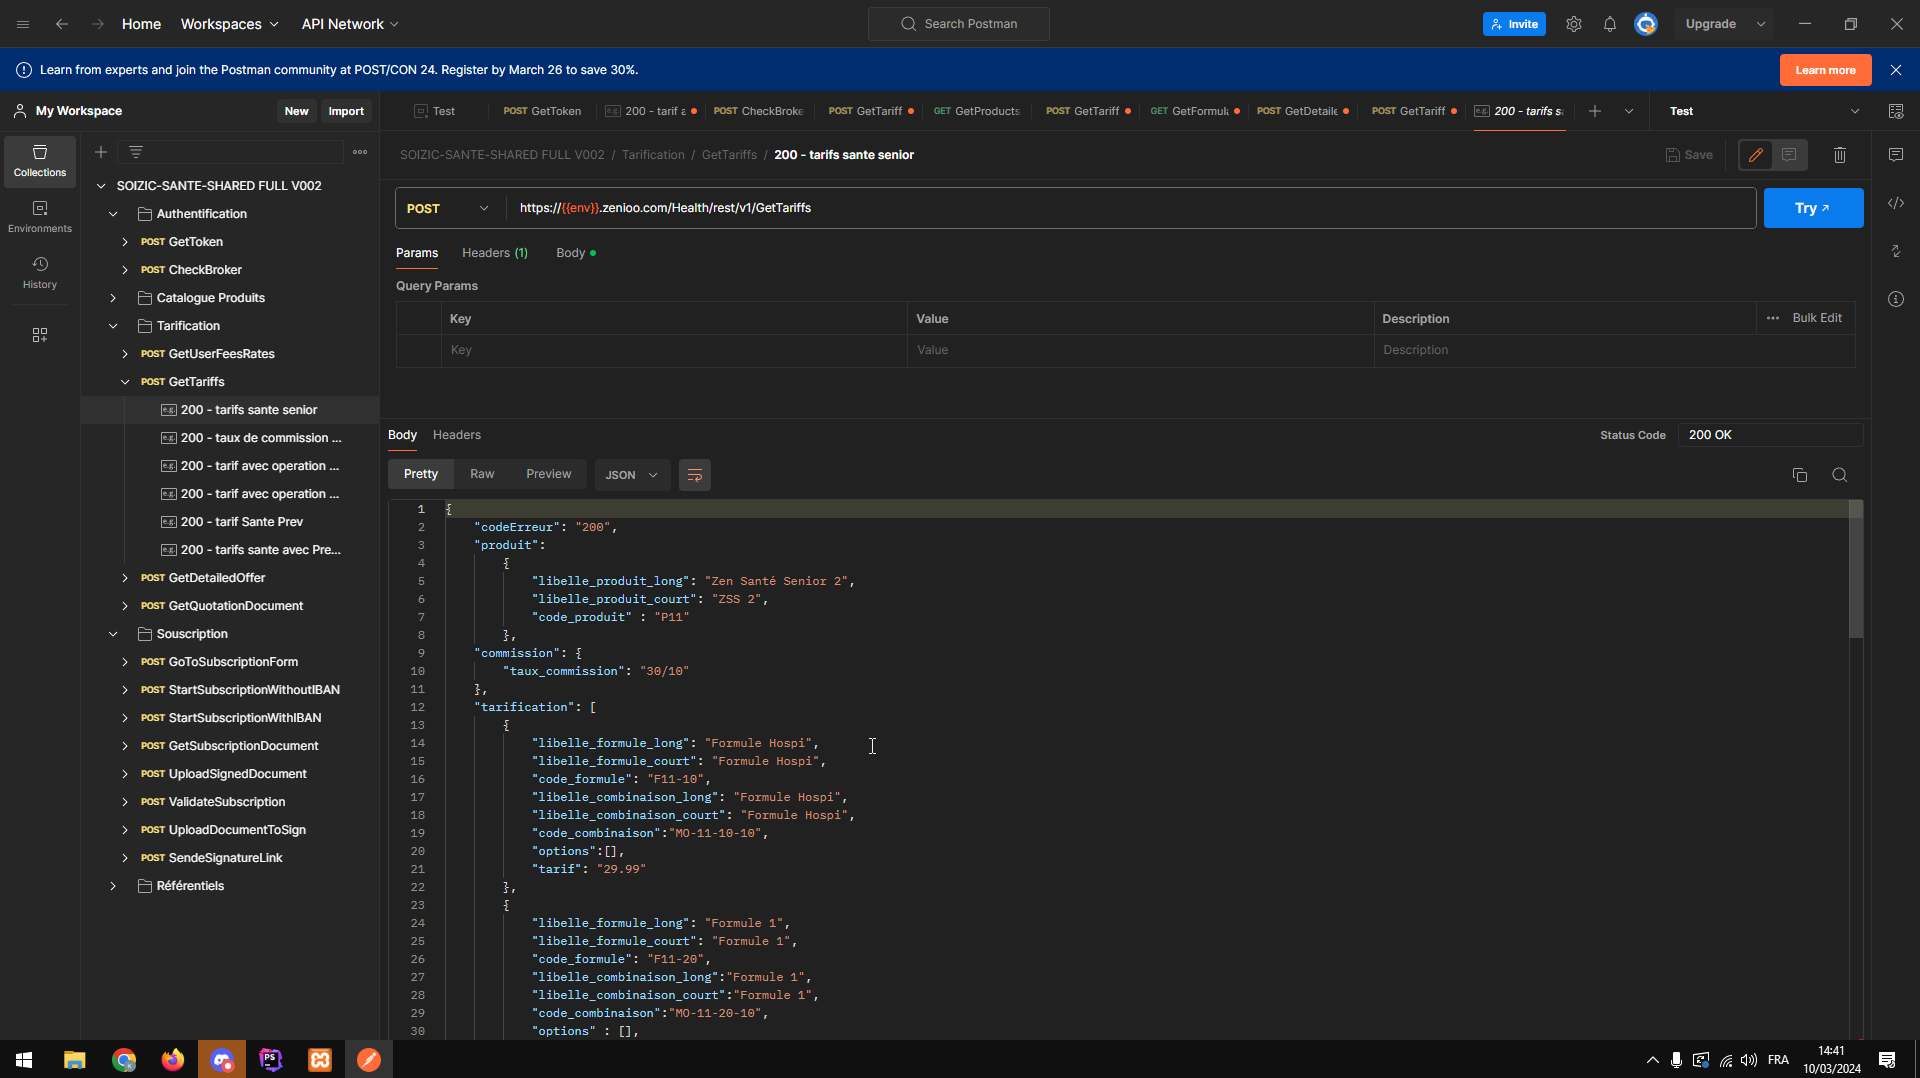 Home Workspaces API Network Search Postman Invite Upgrade
Learn from experts and join the Postman community at POST/CON 24. Register by March 26 to save 30%. Learn more
My Workspace New Import Test POST GetToken e.g. 200 - tarif a POST CheckBroke POST GetTariff GET GetProducts POST GetTariff GET GetFormula POST GetDetaile POST GetTariff e.g. 200 - tarifs s Test
SOIZIC-SANTE-SHARED FULL V002 / Tarification / GetTariffs / 200 - tarifs sante senior Save
Collections
Environments
History
SOIZIC-SANTE-SHARED FULL V002
Authentification
POST GetToken
POST CheckBroker
Catalogue Produits
Tarification
POST GetUserFeesRates
POST GetTariffs
e.g. 200 - tarifs sante senior
e.g. 200 - taux de commission ...
e.g. 200 - tarif avec operation ...
e.g. 200 - tarif avec operation ...
e.g. 200 - tarif Sante Prev
e.g. 200 - tarifs sante avec Pre...
POST GetDetailedOffer
POST GetQuotationDocument
Souscription
POST GoToSubscriptionForm
POST StartSubscriptionWithoutIBAN
POST StartSubscriptionWithIBAN
POST GetSubscriptionDocument
POST UploadSignedDocument
POST ValidateSubscription
POST UploadDocumentToSign
POST SendeSignatureLink
Référentiels
POST https://{{env}}.zenioo.com/Health/rest/v1/GetTariffs Try
Params Headers (1) Body
Query Params
Key Value Description Bulk Edit
Key Value Description
Body Headers Status Code 200 OK
Pretty Raw Preview JSON
1 {
2 "codeErreur": "200",
3 "produit":
4 {
5 "libelle_produit_long": "Zen Santé Senior 2",
6 "libelle_produit_court": "ZSS 2",
7 "code_produit" : "P11"
8 },
9 "commission": {
10 "taux_commission": "30/10"
11 },
12 "tarification": [
13 {
14 "libelle_formule_long": "Formule Hospi",
15 "libelle_formule_court": "Formule Hospi",
16 "code_formule": "F11-10",
17 "libelle_combinaison_long": "Formule Hospi",
18 "libelle_combinaison_court": "Formule Hospi",
19 "code_combinaison":"MO-11-10-10",
20 "options":[],
21 "tarif": "29.99"
22 },
23 {
24 "libelle_formule_long": "Formule 1",
25 "libelle_formule_court": "Formule 1",
26 "code_formule": "F11-20",
27 "libelle_combinaison_long":"Formule 1",
28 "libelle_combinaison_court":"Formule 1",
29 "code_combinaison":"MO-11-20-10",
30 "options" : [],
PS
FRA
14:41
10/03/2024